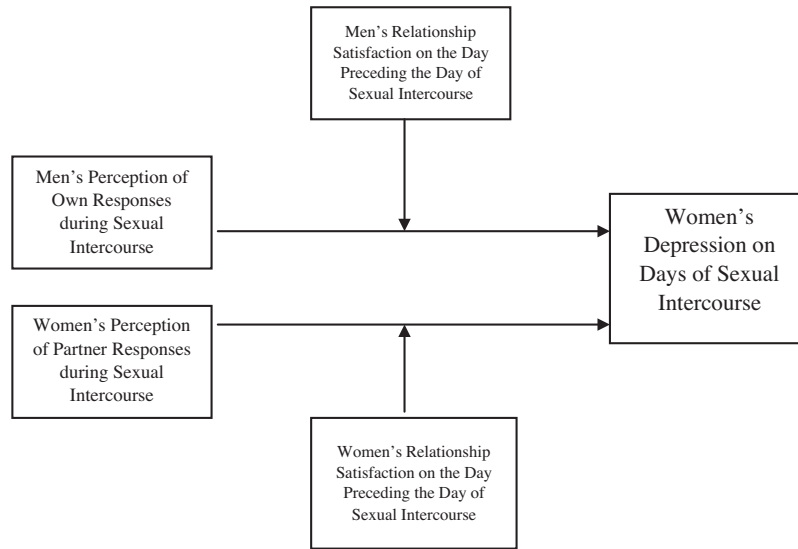 Men’s Relationship
Satisfaction on the Day
Preceding the Day of
Sexual Intercourse
Men’s Perception of
Own Responses
during Sexual
Intercourse
Women’s
Depression on
Days of Sexual
Intercourse
Women’s Perception
of Partner Responses
during Sexual
Intercourse
Women’s Relationship
Satisfaction on the Day
Preceding the Day of
Sexual Intercourse